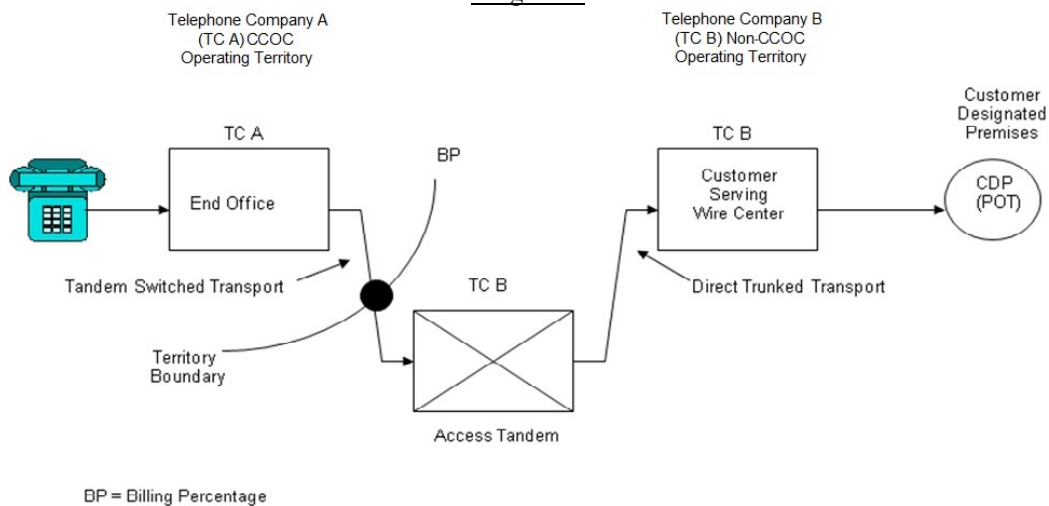 Telephone Company A
(TC A) CCOC
Operating Territory
Telephone Company B
(TC B) Non-CCOC
Operating Territory
Customer
Designated
Premises
TC A
BP
TC B
End Office
Customer
Serving
Wire Center
CDP
(POT)
Tandem Switched Transport
TC B
Direct Trunked Transport
Territory
Boundary
Access Tandem
BP = Billing Percentage